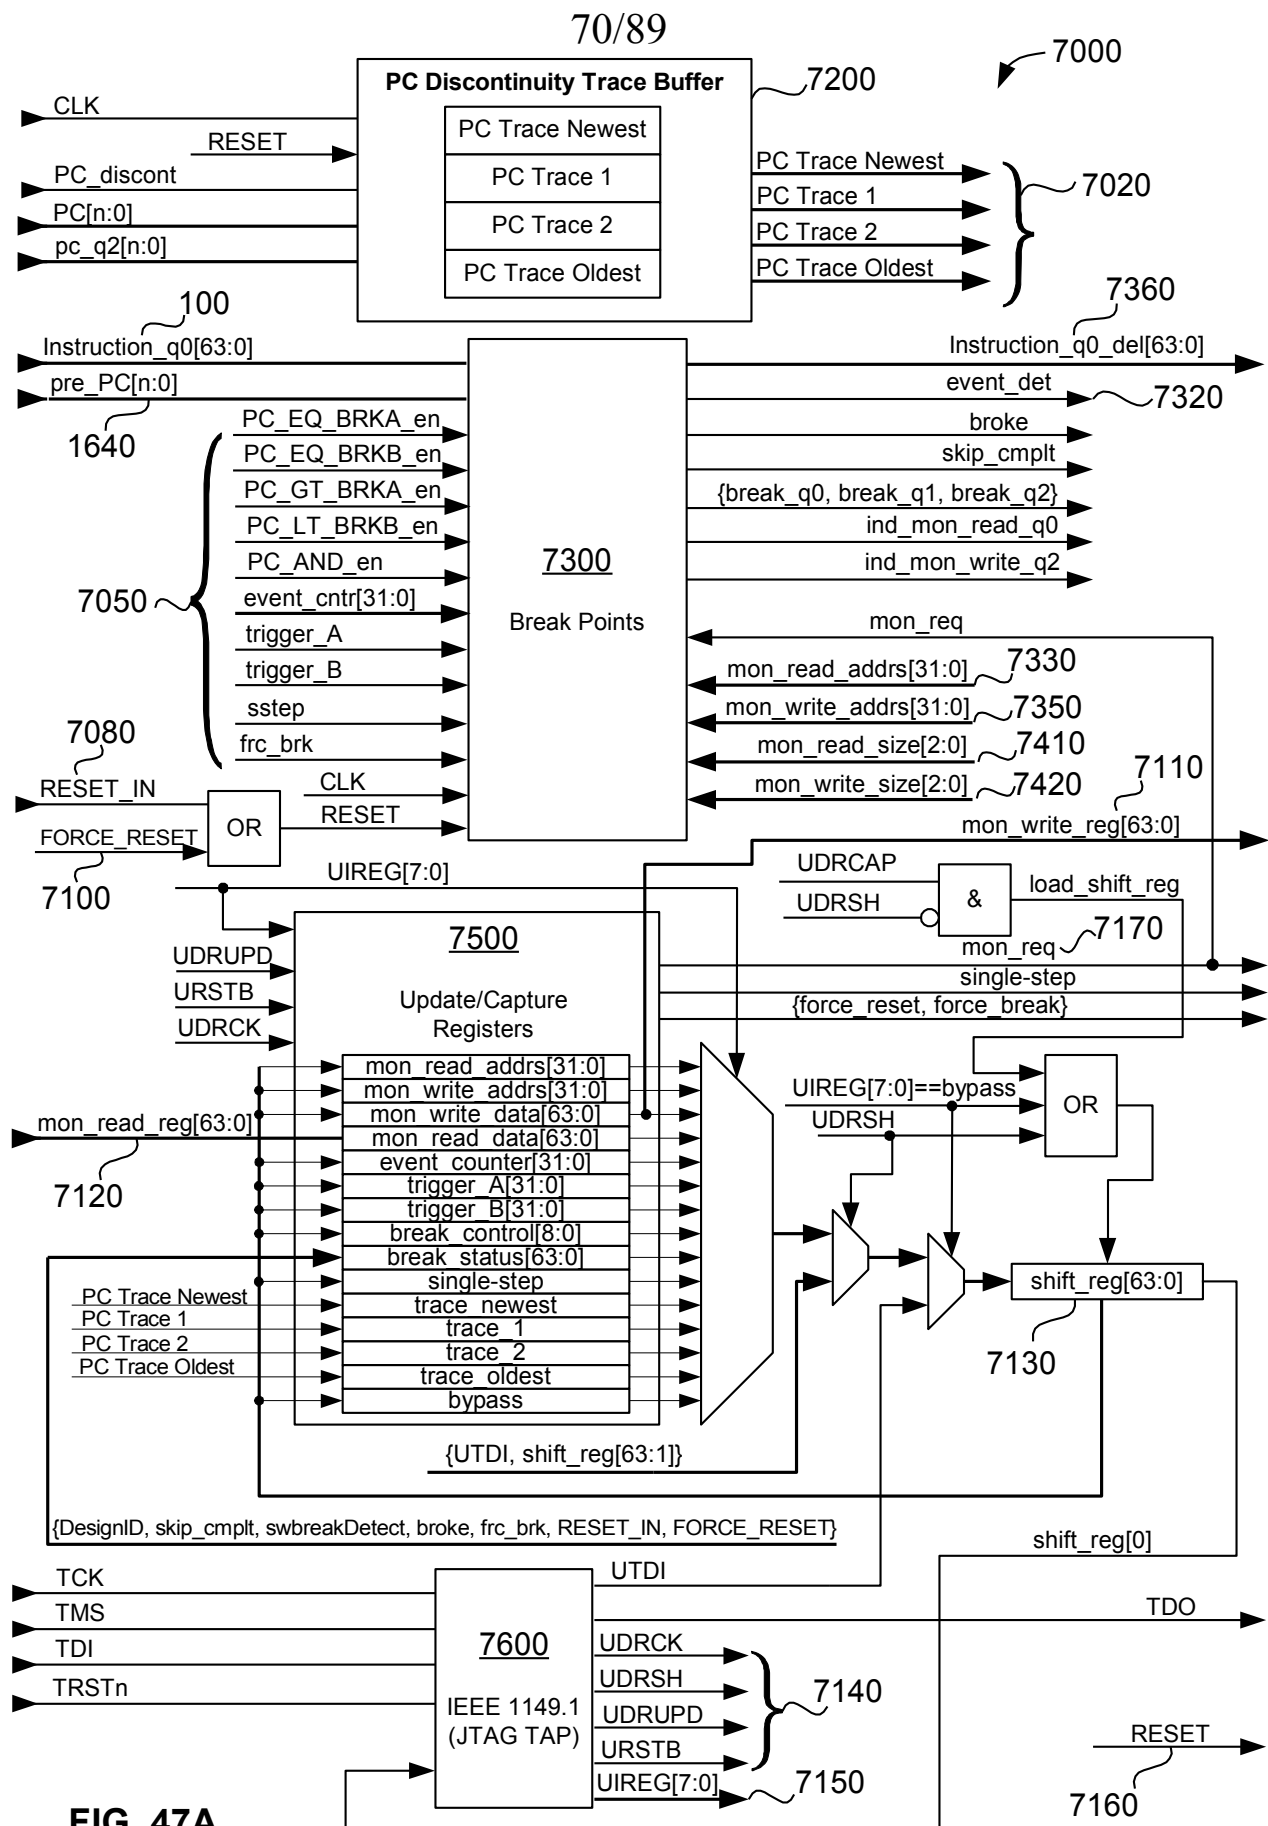 70/89
7000
PC Discontinuity Trace Buffer
7200
CLK
PC Trace Newest
RESET
PC Trace Newest
PC_discont
PC Trace 1
PC Trace 1
7020
PC[n:0]
PC Trace 2
PC Trace 2
pc_q2[n:0]
PC Trace Oldest
PC Trace Oldest
100
7360
Instruction_q0[63:0]
Instruction_q0_del[63:0]
pre_PC[n:0]
event_det
7320
1640
PC_EQ_BRKA_en
broke
PC_EQ_BRKB_en
skip_cmplt
PC_GT_BRKA_en
{break_q0, break_q1, break_q2}
PC_LT_BRKB_en
ind_mon_read_q0
PC_AND_en
7300
ind_mon_write_q2
7050
event_cntr[31:0]
Break Points
trigger_A
mon_req
trigger_B
mon_read_addrs[31:0]
7330
sstep
mon_write_addrs[31:0]
7350
frc_brk
mon_read_size[2:0]
7410
7080
CLK
mon_write_size[2:0]
7420
7110
RESET_IN
RESET
OR
mon_write_reg[63:0]
FORCE_RESET
7100
UIREG[7:0]
UDRCAP
&
load_shift_reg
UDRSH
7500
7170
mon_req
UDRUPD
single-step
URSTB
Update/Capture
Registers
{force_reset, force_break}
UDRCK
mon_read_addrs[31:0]
mon_write_addrs[31:0]
UIREG[7:0]==bypass
OR
mon_write_data[63:0]
UDRSH
mon_read_reg[63:0]
mon_read_data[63:0]
7120
event_counter[31:0]
trigger_A[31:0]
trigger_B[31:0]
break_control[8:0]
break_status[63:0]
single-step
shift_reg[63:0]
PC Trace Newest
trace_newest
PC Trace 1
trace_1
7130
PC Trace 2
trace_2
PC Trace Oldest
trace_oldest
bypass
{UTDI, shift_reg[63:1]}
{DesignID, skip_cmplt, swbreakDetect, broke, frc_brk, RESET_IN, FORCE_RESET}
shift_reg[0]
TCK
UTDI
TMS
TDO
TDI
7600
UDRCK
TRSTn
UDRSH
7140
IEEE 1149.1
(JTAG TAP)
UDRUPD
URSTB
RESET
UIREG[7:0]
7150
7160
FIG. 47A